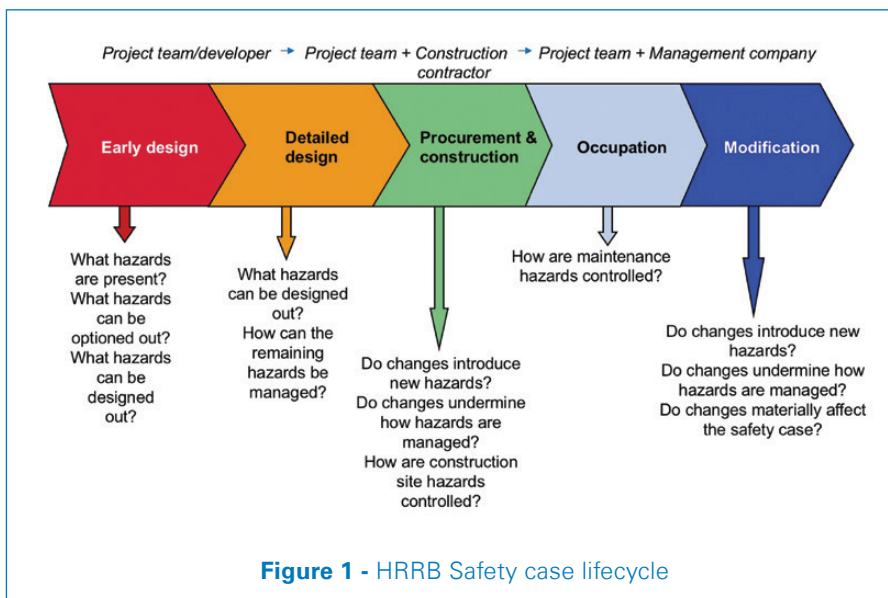 Project team/developer → Project team + Construction → Project team + Management company
contractor
Early design
Detailed
design
Procurement &
construction
Occupation
Modification
What hazards
are present?
What hazards
can be
optioned out?
What hazards
can be
designed
out?
What hazards
can be designed
out?
How can the
remaining
hazards be
managed?
Do changes introduce
new hazards?
Do changes undermine
how hazards are
managed?
How are construction
site hazards
controlled?
How are maintenance
hazards controlled?
Do changes introduce new
hazards?
Do changes undermine how
hazards are managed?
Do changes materially affect
the safety case?
Figure 1 - HRRB Safety case lifecycle